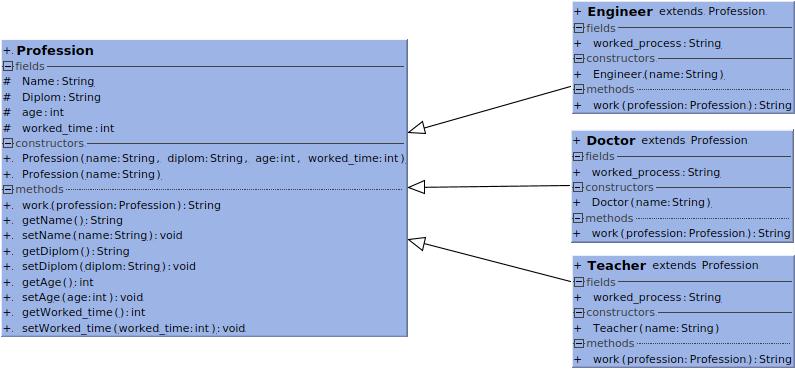 + Profession
fields
# Name:String
# Diplom:String
# age:int
# worked_time:int
constructors
+ Profession(name:String, diplom:String, age:int, worked_time:int)
+ Profession(name:String)
methods
+ work(profession:Profession):String
+ getName():String
+ setName(name:String):void
+ getDiplom():String
+ setDiplom(diplom:String):void
+ getAge():int
+ setAge(age:int):void
+ getWorked_time():int
+ setWorked_time(worked_time:int):void
+ Engineer extends Profession
fields
+ worked_process:String
constructors
+ Engineer(name:String)
methods
+ work(profession:Profession):String
+ Doctor extends Profession
fields
+ worked_process:String
constructors
+ Doctor(name:String)
methods
+ work(profession:Profession):String
+ Teacher extends Profession
fields
+ worked_process:String
constructors
+ Teacher(name:String)
methods
+ work(profession:Profession):String